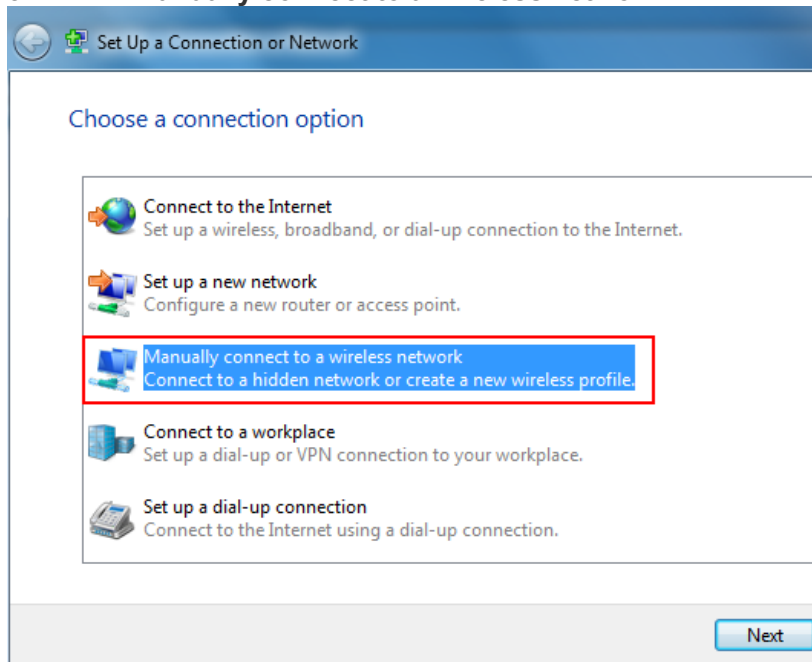 Set Up a Connection or Network
Choose a connection option
Connect to the Internet
Set up a wireless, broadband, or dial-up connection to the Internet.
Set up a new network
Configure a new router or access point.
Manually connect to a wireless network
Connect to a hidden network or create a new wireless profile.
Connect to a workplace
Set up a dial-up or VPN connection to your workplace.
Set up a dial-up connection
Connect to the Internet using a dial-up connection.
Next